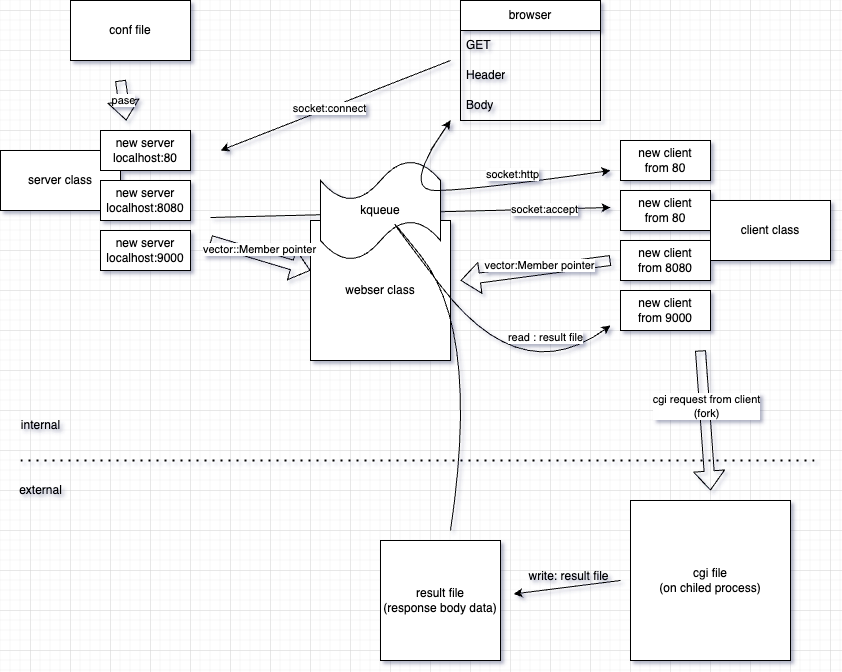 conf file
browser
GET
Header
Body
pase
socket:connect
new server
localhost:80
server class
new server
localhost:8080
new server
localhost:9000
kqueue
socket:http
socket:accept
new client
from 80
new client
from 80
client class
new client
from 8080
new client
from 9000
vector::Member pointer
vector:Member pointer
webser class
read : result file
cgi request from client
(fork)
internal
external
result file
(response body data)
write: result file
cgi file
(on chiled process)